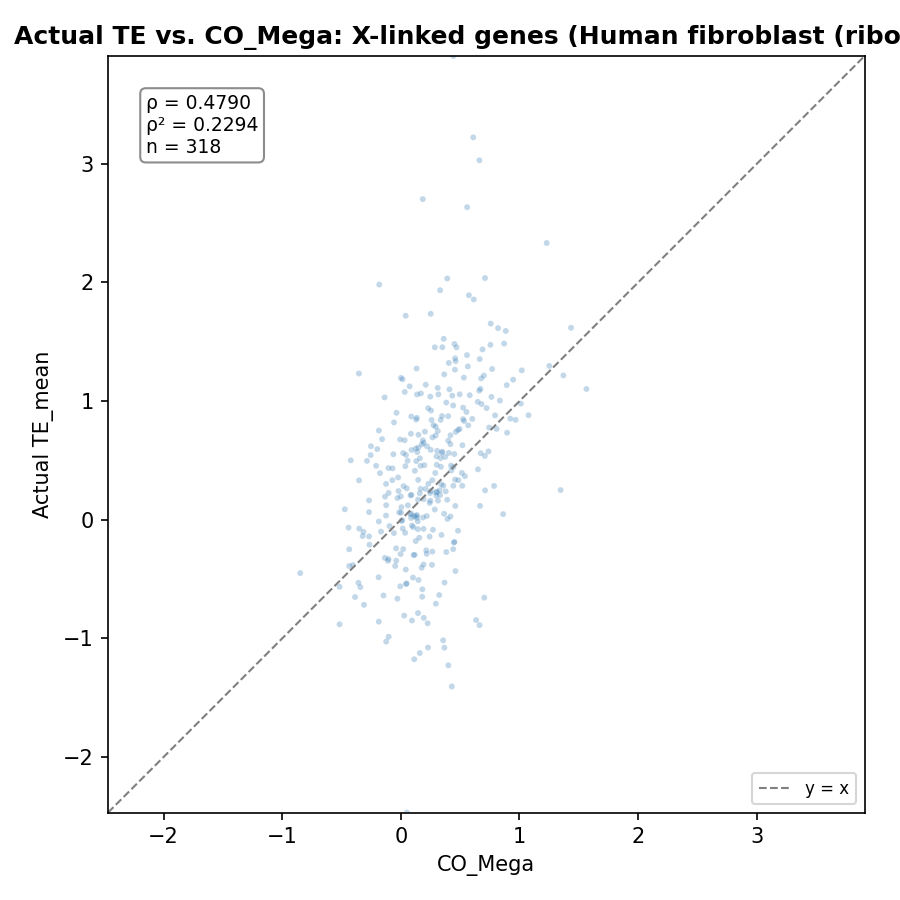 Actual TE vs. CO_Mega: X-linked genes (Human fibroblast (ribo
ρ = 0.4790
ρ² = 0.2294
n = 318
3
2
1
0
−1
−2
Actual TE_mean
y = x
−2 −1 0 1 2 3
CO_Mega